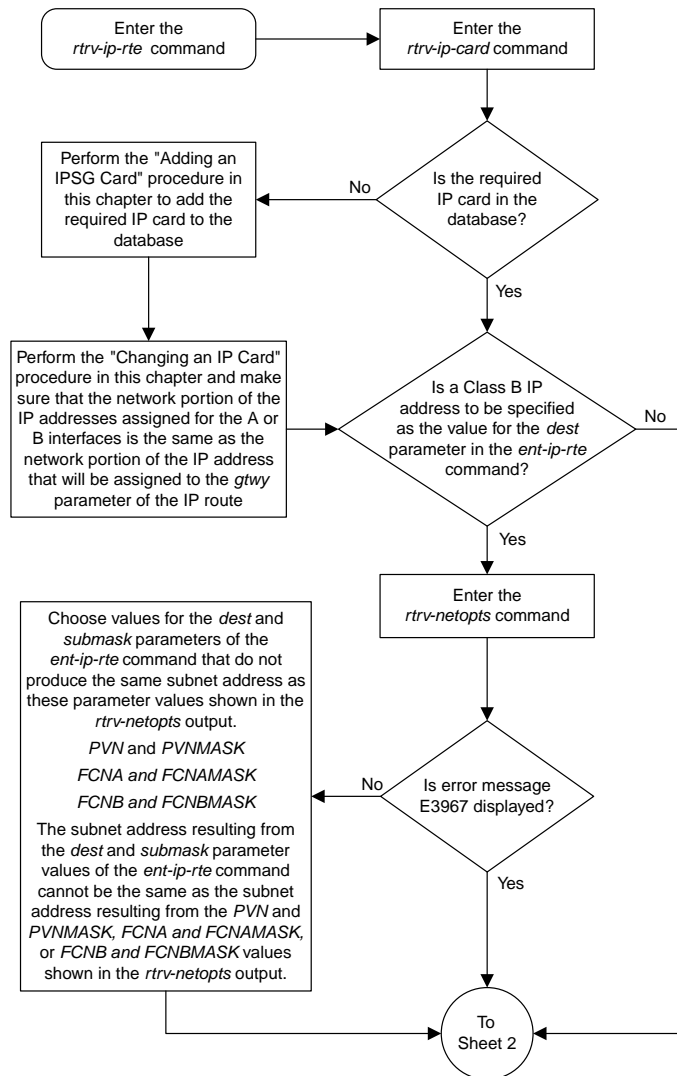 Enter the
rtrv-ip-rte command
Enter the
rtrv-ip-card command
Is the required
IP card in the
database?
No
Yes
Perform the "Adding an
IPSG Card" procedure in
this chapter to add the
required IP card to the
database
Perform the "Changing an IP Card"
procedure in this chapter and make
sure that the network portion of the
IP addresses assigned for the A or
B interfaces is the same as the
network portion of the IP address
that will be assigned to the gtwy
parameter of the IP route
Is a Class B IP
address to be specified
as the value for the dest
parameter in the ent-ip-rte
command?
No
Yes
Enter the
rtrv-netopts command
Is error message
E3967 displayed?
No
Yes
Choose values for the dest and
submask parameters of the
ent-ip-rte command that do not
produce the same subnet address as
these parameter values shown in the
rtrv-netopts output.
PVN and PVNMASK
FCNA and FCNAMASK
FCNB and FCNBMASK
The subnet address resulting from
the dest and submask parameter
values of the ent-ip-rte command
cannot be the same as the subnet
address resulting from the PVN and
PVNMASK, FCNA and FCNAMASK,
or FCNB and FCNBMASK values
shown in the rtrv-netopts output.
To
Sheet 2